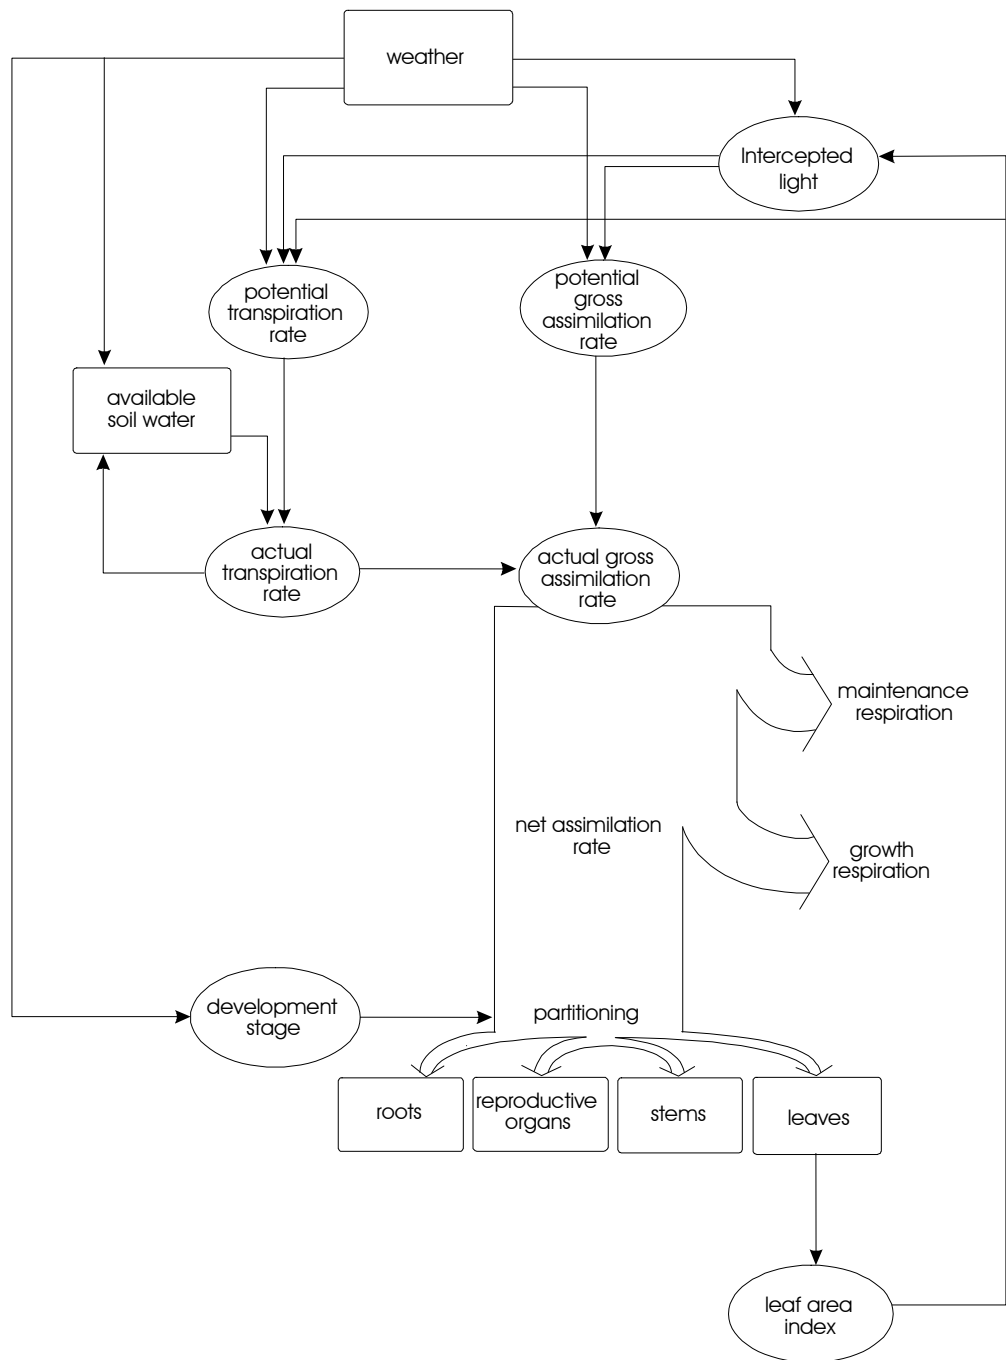 weather
Intercepted
light
potential
transpiration
rate
potential
gross
assimilation
rate
available
soil water
actual
transpiration
rate
actual gross
assimilation
rate
maintenance
respiration
net assimilation
rate
growth
respiration
development
stage
partitioning
roots
reproductive
organs
stems
leaves
leaf area
index